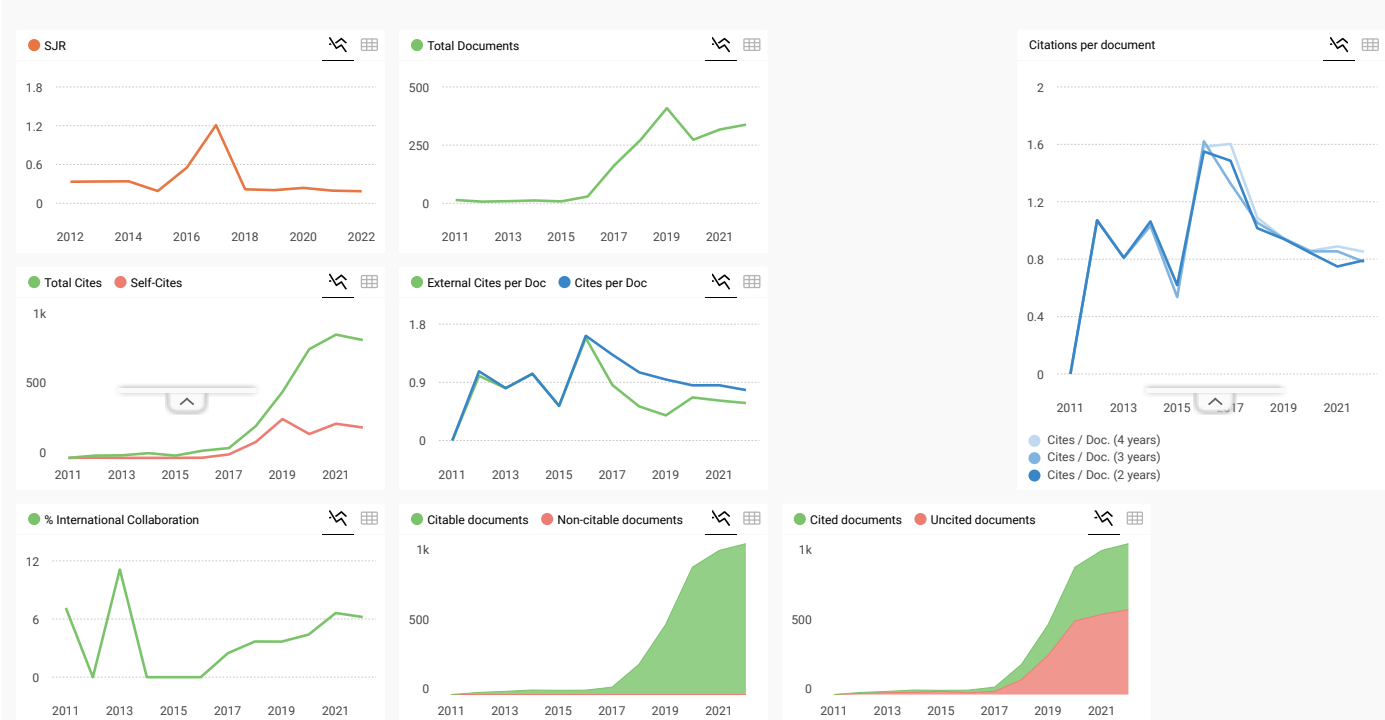 SJR
1.8
1.2
0.6
0
2012 2014 2016 2018 2020 2022
Total Documents
500
250
0
2011 2013 2015 2017 2019 2021
Citations per document
2
1.6
1.2
0.8
0.4
0
2011 2013 2015 2017 2019 2021
Cites / Doc. (4 years)
Cites / Doc. (3 years)
Cites / Doc. (2 years)
Total Cites Self-Cites
1k
500
0
2011 2013 2015 2017 2019 2021
External Cites per Doc Cites per Doc
1.8
0.9
0
2011 2013 2015 2017 2019 2021
% International Collaboration
12
6
0
2011 2013 2015 2017 2019 2021
Citable documents Non-citable documents
1k
500
0
2011 2013 2015 2017 2019 2021
Cited documents Uncited documents
1k
500
0
2011 2013 2015 2017 2019 2021